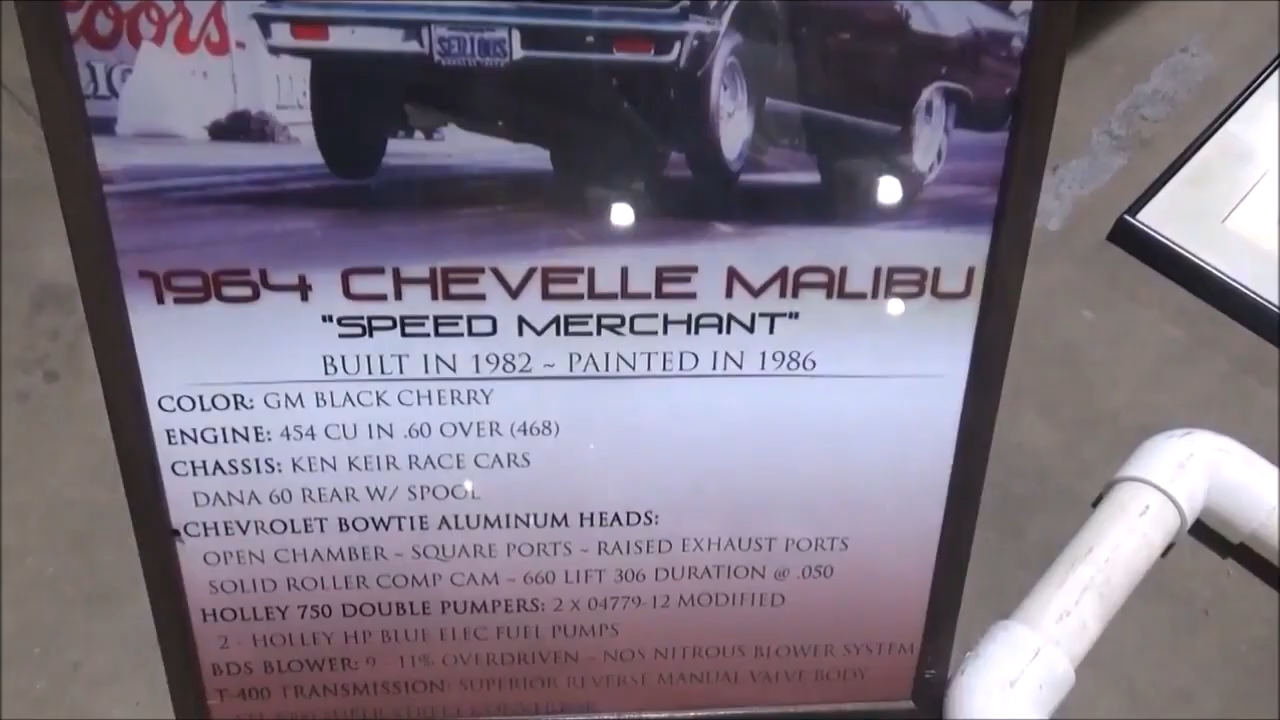 Coors.
SERIOUS
1964 CHEVELLE MALIBU
"SPEED MERCHANT"
BUILT IN 1982 ~ PAINTED IN 1986
COLOR: GM BLACK CHERRY
ENGINE: 454 CU IN .60 OVER (468)
CHASSIS: KEN KEIR RACE CARS
DANA 60 REAR W/ SPOOL
CHEVROLET BOWTIE ALUMINUM HEADS:
OPEN CHAMBER ~ SQUARE PORTS ~ RAISED EXHAUST PORTS
SOLID ROLLER COMP CAM ~ 660 LIFT 306 DURATION @ .050
HOLLEY 750 DOUBLE PUMPERS: 2 X 04779-12 MODIFIED
2 - HOLLEY HP BLUE ELEC FUEL PUMPS
BDS BLOWER: 9 - 11% OVERDRIVEN ~ NOS NITROUS BLOWER SYSTEM
T-400 TRANSMISSION: SUPERIOR REVERSE MANUAL VALVE BODY